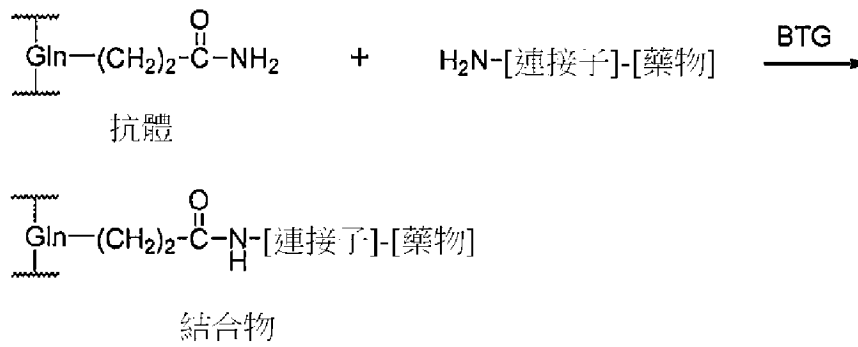 Gln—(CH₂)₂-C-NH₂ + H₂N-[連接子]-[藥物] BTG
O
抗體
O
Gln—(CH₂)₂-C-N-[連接子]-[藥物]
H
結合物